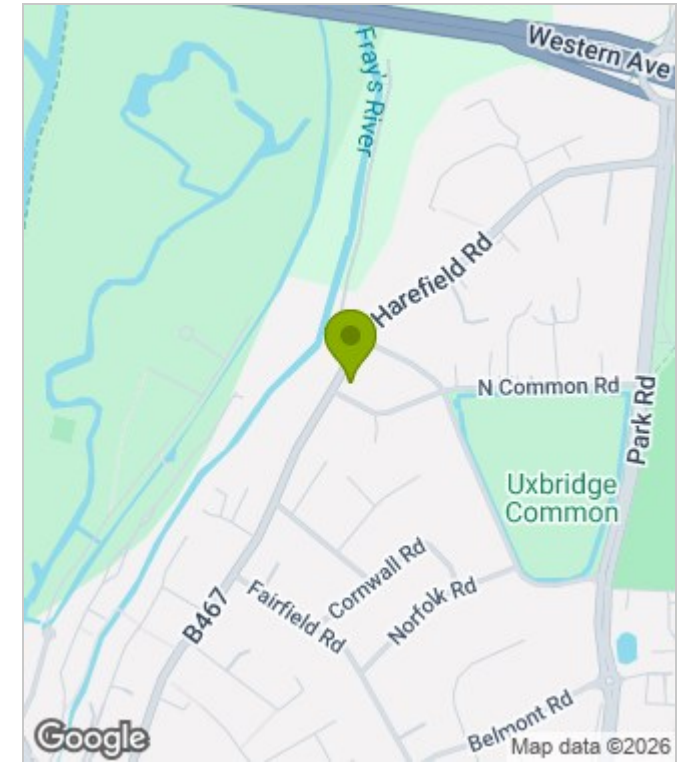 Fray's River
Western Ave
Harefield Rd
N Common Rd
Park Rd
Uxbridge
Common
Cornwall Rd
Norfolk Rd
B467
Fairfield Rd
Belmont Rd
Google
Map data ©2026